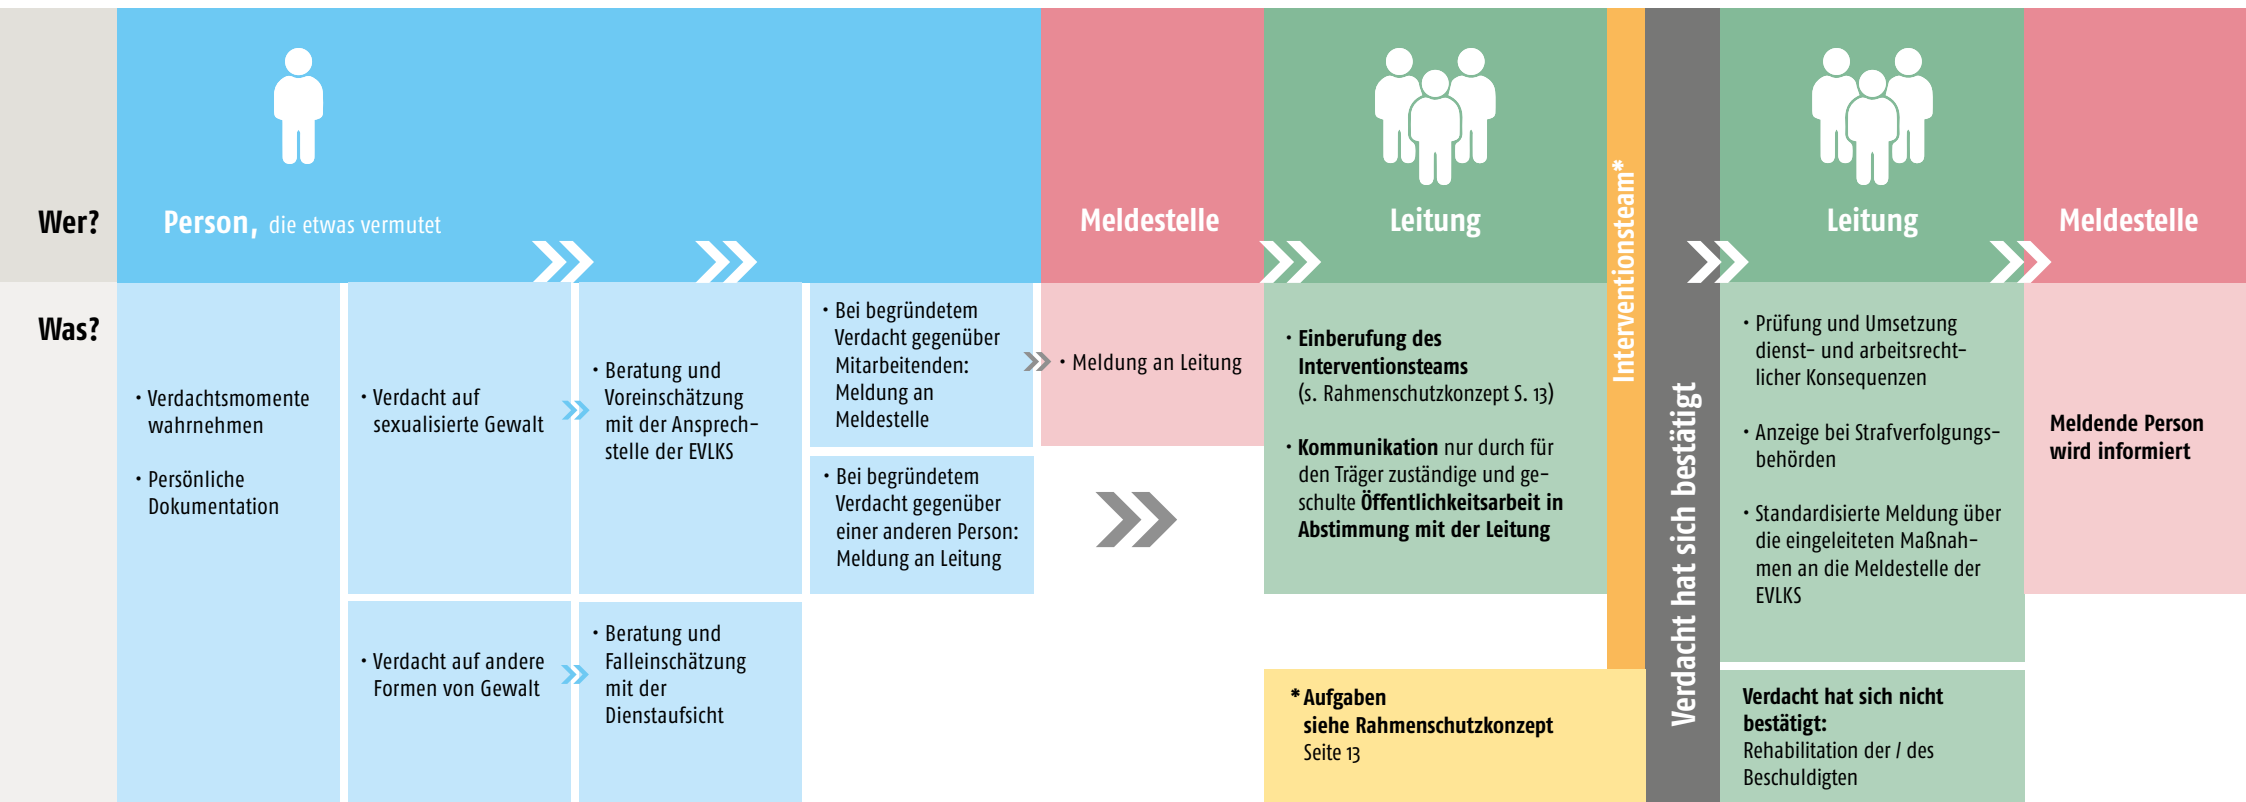 Wer?
Person, die etwas vermutet
Meldestelle
Leitung
Interventionsteam*
Verdacht hat sich bestätigt
Leitung
Meldestelle
Was?
· Verdachtsmomente
wahrnehmen
· Persönliche
Dokumentation
· Verdacht auf
sexualisierte Gewalt
· Beratung und
Voreinschätzung
mit der Ansprech-
stelle der EVLKS
· Verdacht auf andere
Formen von Gewalt
· Beratung und
Falleinschätzung
mit der
Dienstaufsicht
· Bei begründetem
Verdacht gegenüber
Mitarbeitenden:
Meldung an
Meldestelle
· Bei begründetem
Verdacht gegenüber
einer anderen Person:
Meldung an Leitung
· Meldung an Leitung
· Einberufung des
Interventionsteams
(s. Rahmenschutzkonzept S. 13)
· Kommunikation nur durch für
den Träger zuständige und ge-
schulte Öffentlichkeitsarbeit in
Abstimmung mit der Leitung
* Aufgaben
siehe Rahmenschutzkonzept
Seite 13
· Prüfung und Umsetzung
dienst- und arbeitsrecht-
licher Konsequenzen
· Anzeige bei Strafverfolgungs-
behörden
· Standardisierte Meldung über
die eingeleiteten Maßnah-
men an die Meldestelle der
EVLKS
Verdacht hat sich nicht
bestätigt:
Rehabilitation der / des
Beschuldigten
Meldende Person
wird informiert